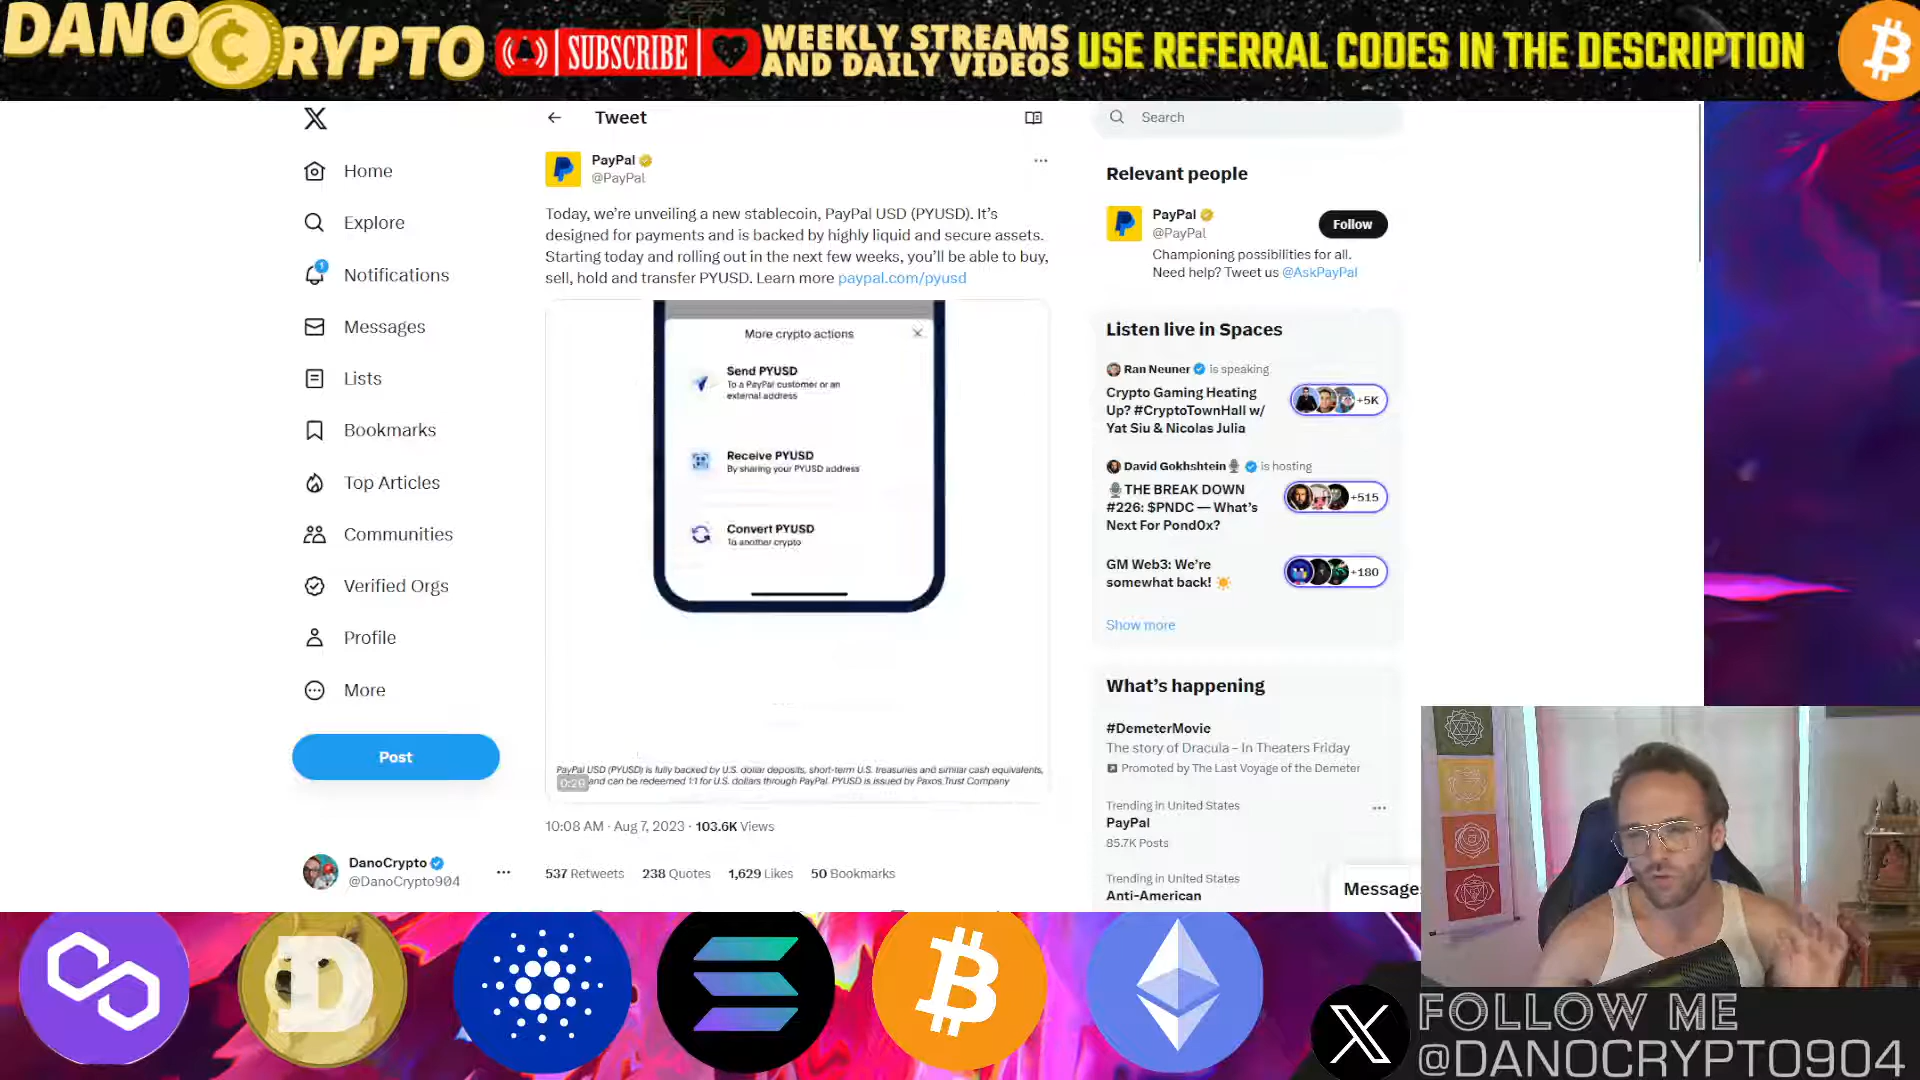 DANO CRYPTO
SUBSCRIBE
WEEKLY STREAMS
AND DAILY VIDEOS
USE REFERRAL CODES IN THE DESCRIPTION
Home
Explore
1
Notifications
Messages
Lists
Bookmarks
Top Articles
Communities
Verified Orgs
Profile
More
Post
DanoCrypto
@DanoCrypto904
Tweet
PayPal
@PayPal
Today, we're unveiling a new stablecoin, PayPal USD (PYUSD). It's
designed for payments and is backed by highly liquid and secure assets.
Starting today and rolling out in the next few weeks, you'll be able to buy,
sell, hold and transfer PYUSD. Learn more paypal.com/pyusd
More crypto actions
Send PYUSD
To a PayPal customer or an
external address
Receive PYUSD
By sharing your PYUSD address
Convert PYUSD
To another crypto
PayPal USD (PYUSD) is fully backed by U.S. dollar deposits, short-term U.S. treasuries and similar cash equivalents,
and can be redeemed 1:1 for U.S. dollars through PayPal. PYUSD is issued by Paxos Trust Company
0:20
10:08 AM · Aug 7, 2023 · 103.6K Views
537 Retweets 238 Quotes 1,629 Likes 50 Bookmarks
Search
Relevant people
PayPal
@PayPal
Follow
Championing possibilities for all.
Need help? Tweet us @AskPayPal
Listen live in Spaces
Ran Neuner is speaking
Crypto Gaming Heating
Up? #CryptoTownHall w/
Yat Siu & Nicolas Julia
+5K
David Gokhshtein is hosting
THE BREAK DOWN
#226: $PNDC — What's
Next For Pond0x?
+515
GM Web3: We're
somewhat back!
+180
Show more
What's happening
#DemeterMovie
The story of Dracula – In Theaters Friday
Promoted by The Last Voyage of the Demeter
Trending in United States
PayPal
85.7K Posts
Trending in United States
Anti-American
Messages
FOLLOW ME
@DANOCRYPTO904